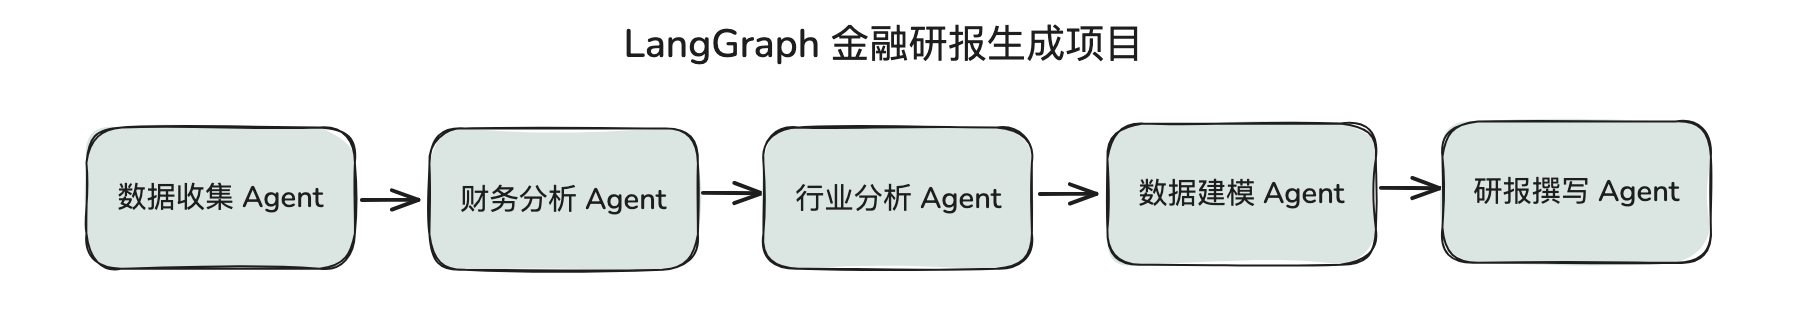 LangGraph 金融研报生成项目
数据收集 Agent
财务分析 Agent
行业分析 Agent
数据建模 Agent
研报撰写 Agent